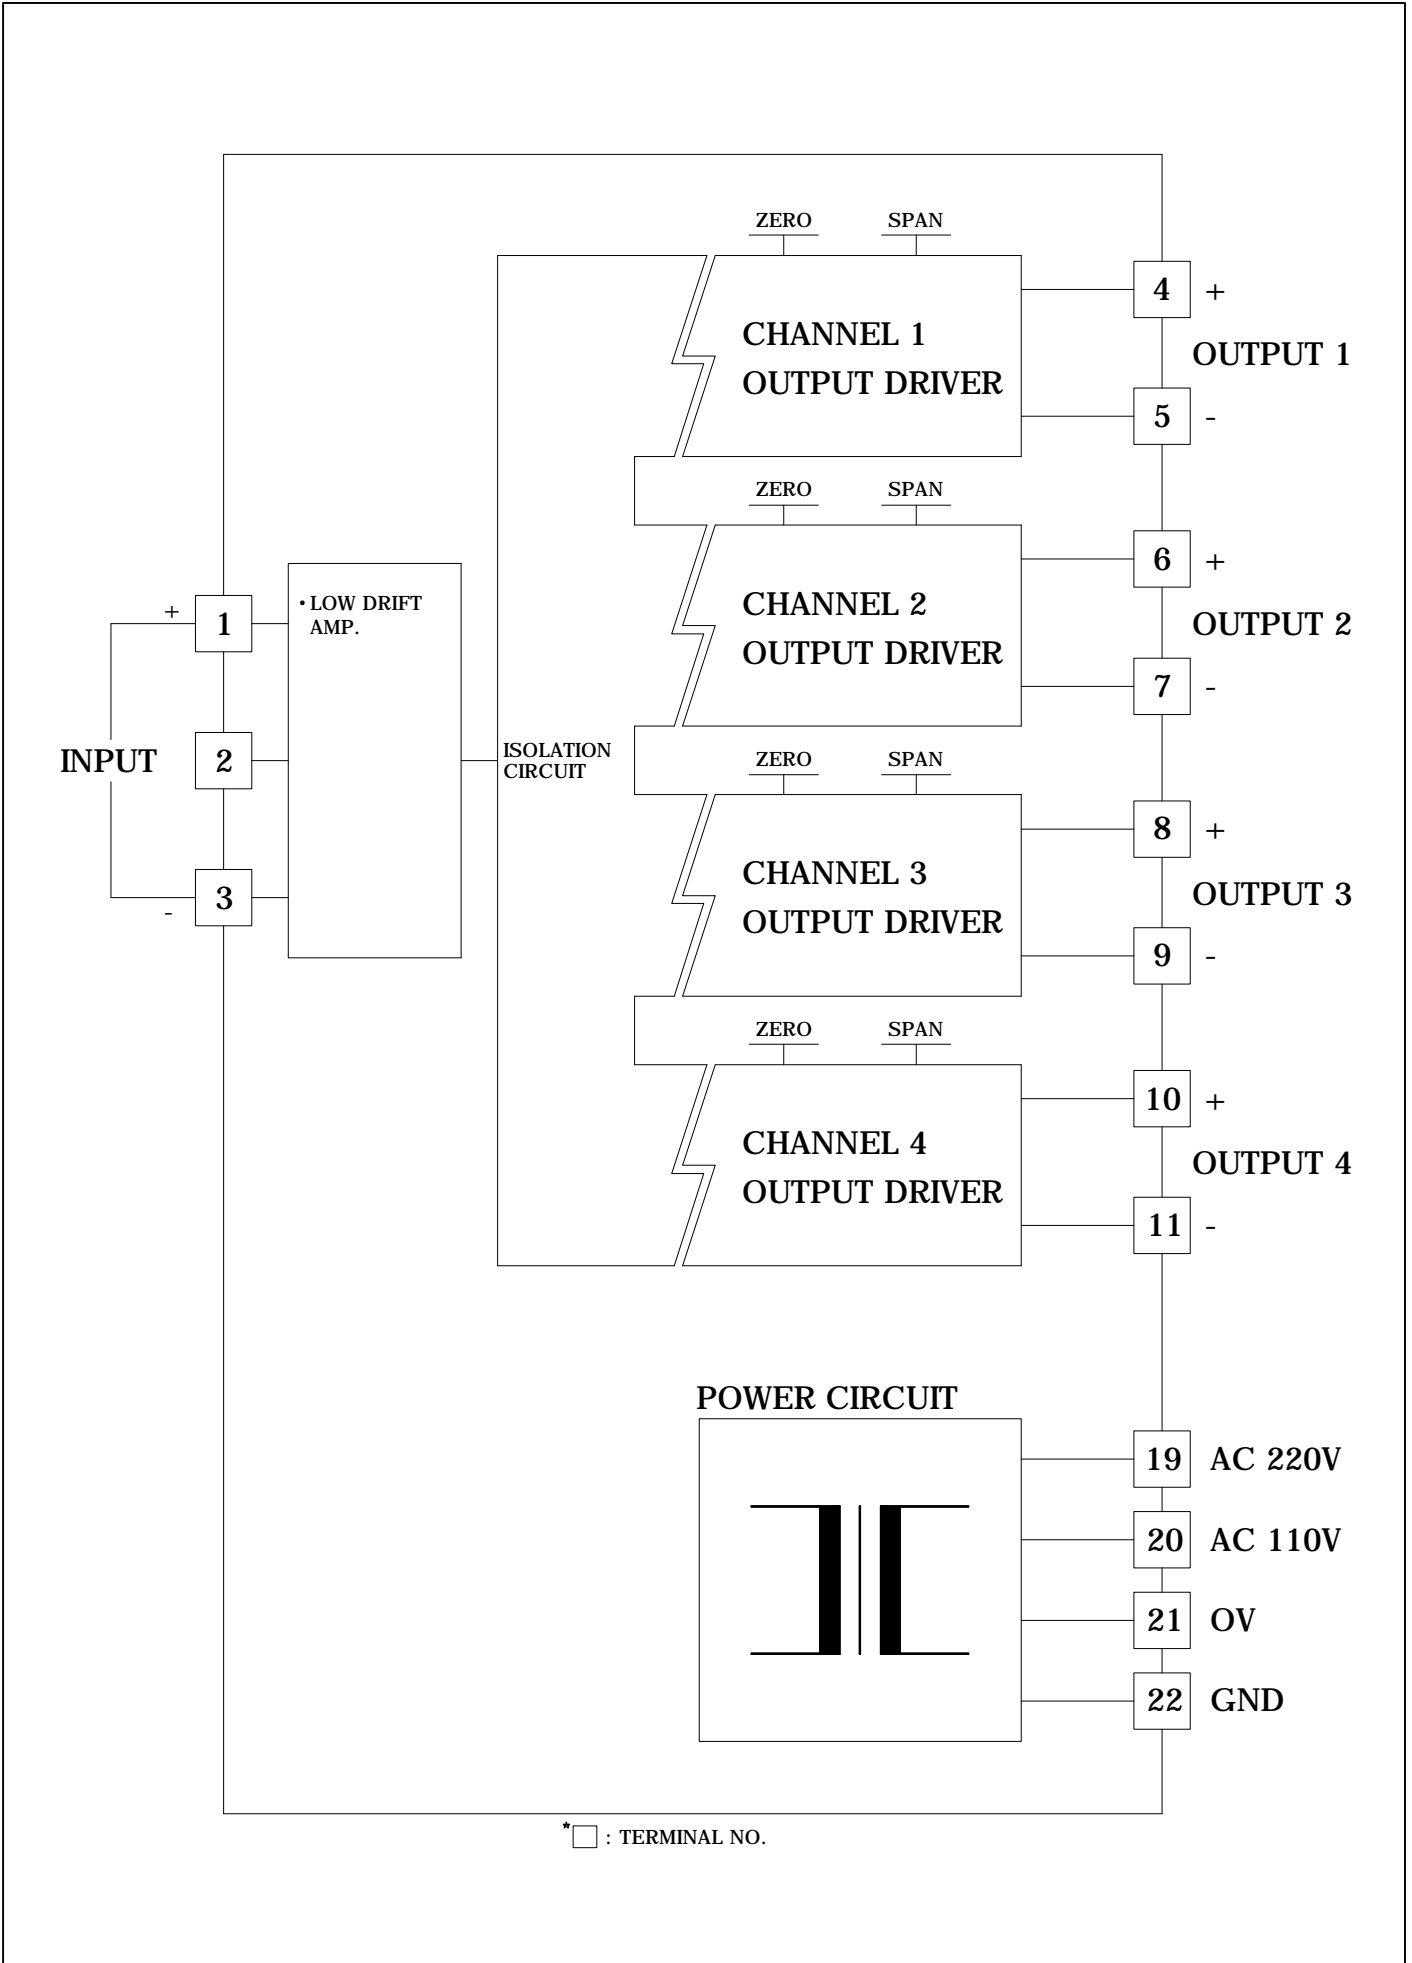 ZERO SPAN
4 +
CHANNEL 1
OUTPUT DRIVER
OUTPUT 1
5 -
ZERO SPAN
6 +
CHANNEL 2
OUTPUT DRIVER
OUTPUT 2
7 -
+ 1
• LOW DRIFT
AMP.
INPUT
2
- 3
ISOLATION
CIRCUIT
ZERO SPAN
8 +
CHANNEL 3
OUTPUT DRIVER
OUTPUT 3
9 -
ZERO SPAN
10 +
CHANNEL 4
OUTPUT DRIVER
OUTPUT 4
11 -
POWER CIRCUIT
19 AC 220V
20 AC 110V
21 OV
22 GND
*□ : TERMINAL NO.